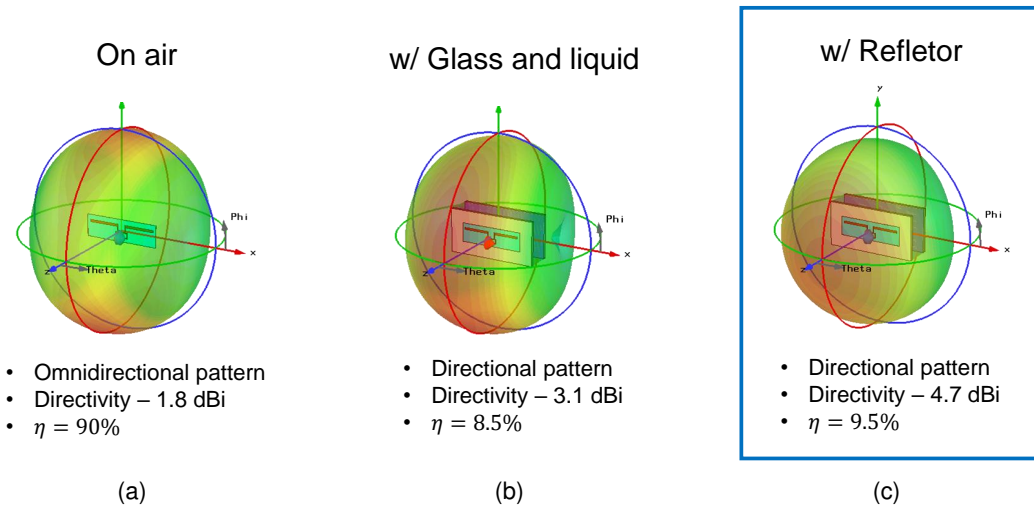 On air
w/ Glass and liquid
w/ Refletor
Phi
x
z
Theta
Phi
x
z
Theta
y
Phi
x
z
Theta
• Omnidirectional pattern
• Directivity – 1.8 dBi
• η = 90%
• Directional pattern
• Directivity – 3.1 dBi
• η = 8.5%
• Directional pattern
• Directivity – 4.7 dBi
• η = 9.5%
(a)
(b)
(c)